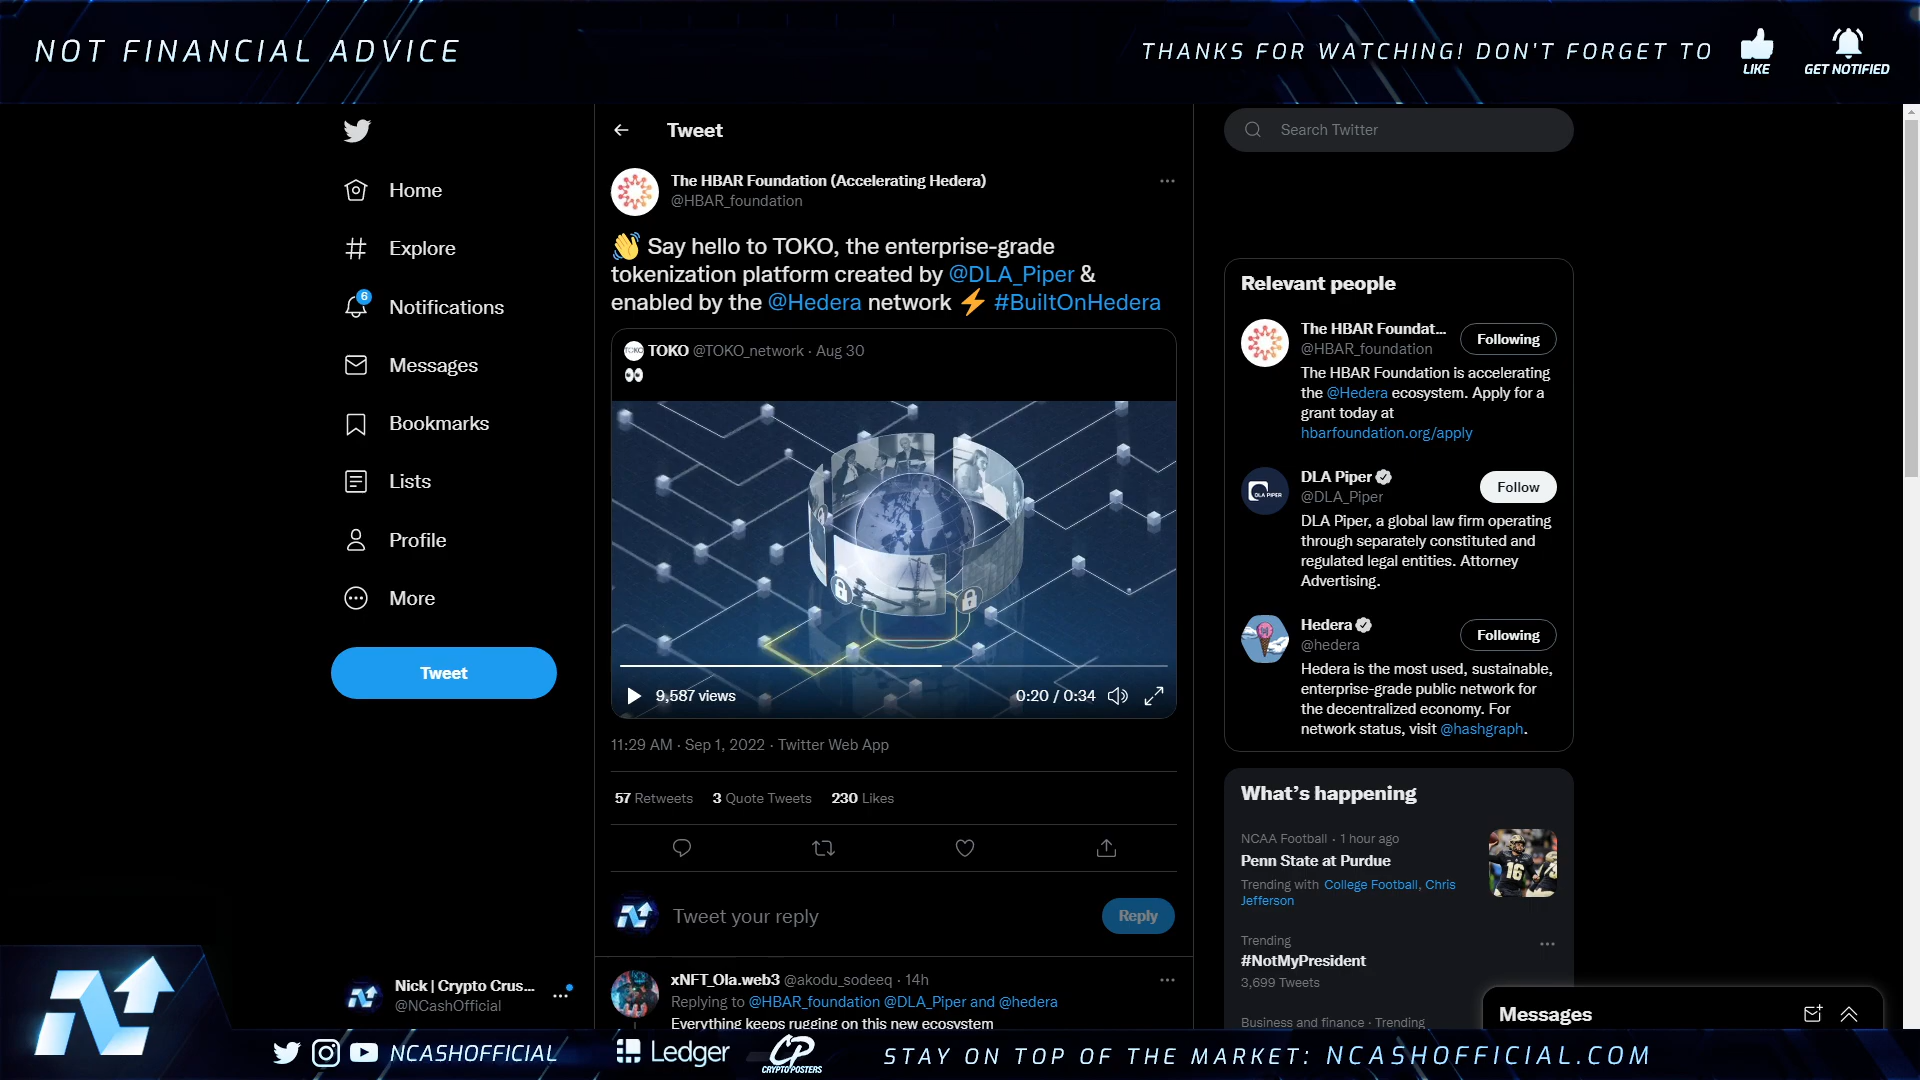 NOT FINANCIAL ADVICE
THANKS FOR WATCHING! DON'T FORGET TO
LIKE
GET NOTIFIED
Home
Explore
6
Notifications
Messages
Bookmarks
Lists
Profile
More
Tweet
Nick | Crypto Crus...
@NCashOfficial
Tweet
The HBAR Foundation (Accelerating Hedera)
@HBAR_foundation
👋 Say hello to TOKO, the enterprise-grade
tokenization platform created by @DLA_Piper &
enabled by the @Hedera network ⚡ #BuiltOnHedera
TOKO
TOKO @TOKO_network · Aug 30
👀
9,587 views
0:20 / 0:34
11:29 AM · Sep 1, 2022 · Twitter Web App
57 Retweets 3 Quote Tweets 230 Likes
Tweet your reply
Reply
xNFT_Ola.web3 @akodu_sodeeq · 14h
Replying to @HBAR_foundation @DLA_Piper and @hedera
Everything keeps rugging on this new ecosystem
Search Twitter
Relevant people
The HBAR Foundat...
@HBAR_foundation
Following
The HBAR Foundation is accelerating
the @Hedera ecosystem. Apply for a
grant today at
hbarfoundation.org/apply
DLA PIPER
DLA Piper
@DLA_Piper
Follow
DLA Piper, a global law firm operating
through separately constituted and
regulated legal entities. Attorney
Advertising.
Hedera
@hedera
Following
Hedera is the most used, sustainable,
enterprise-grade public network for
the decentralized economy. For
network status, visit @hashgraph.
What's happening
NCAA Football · 1 hour ago
Penn State at Purdue
Trending with College Football, Chris
Jefferson
16
Trending
#NotMyPresident
3,699 Tweets
Business and finance · Trending
Messages
NCASHOFFICIAL
Ledger
CP
CRYPTO POSTERS
STAY ON TOP OF THE MARKET: NCASHOFFICIAL.COM